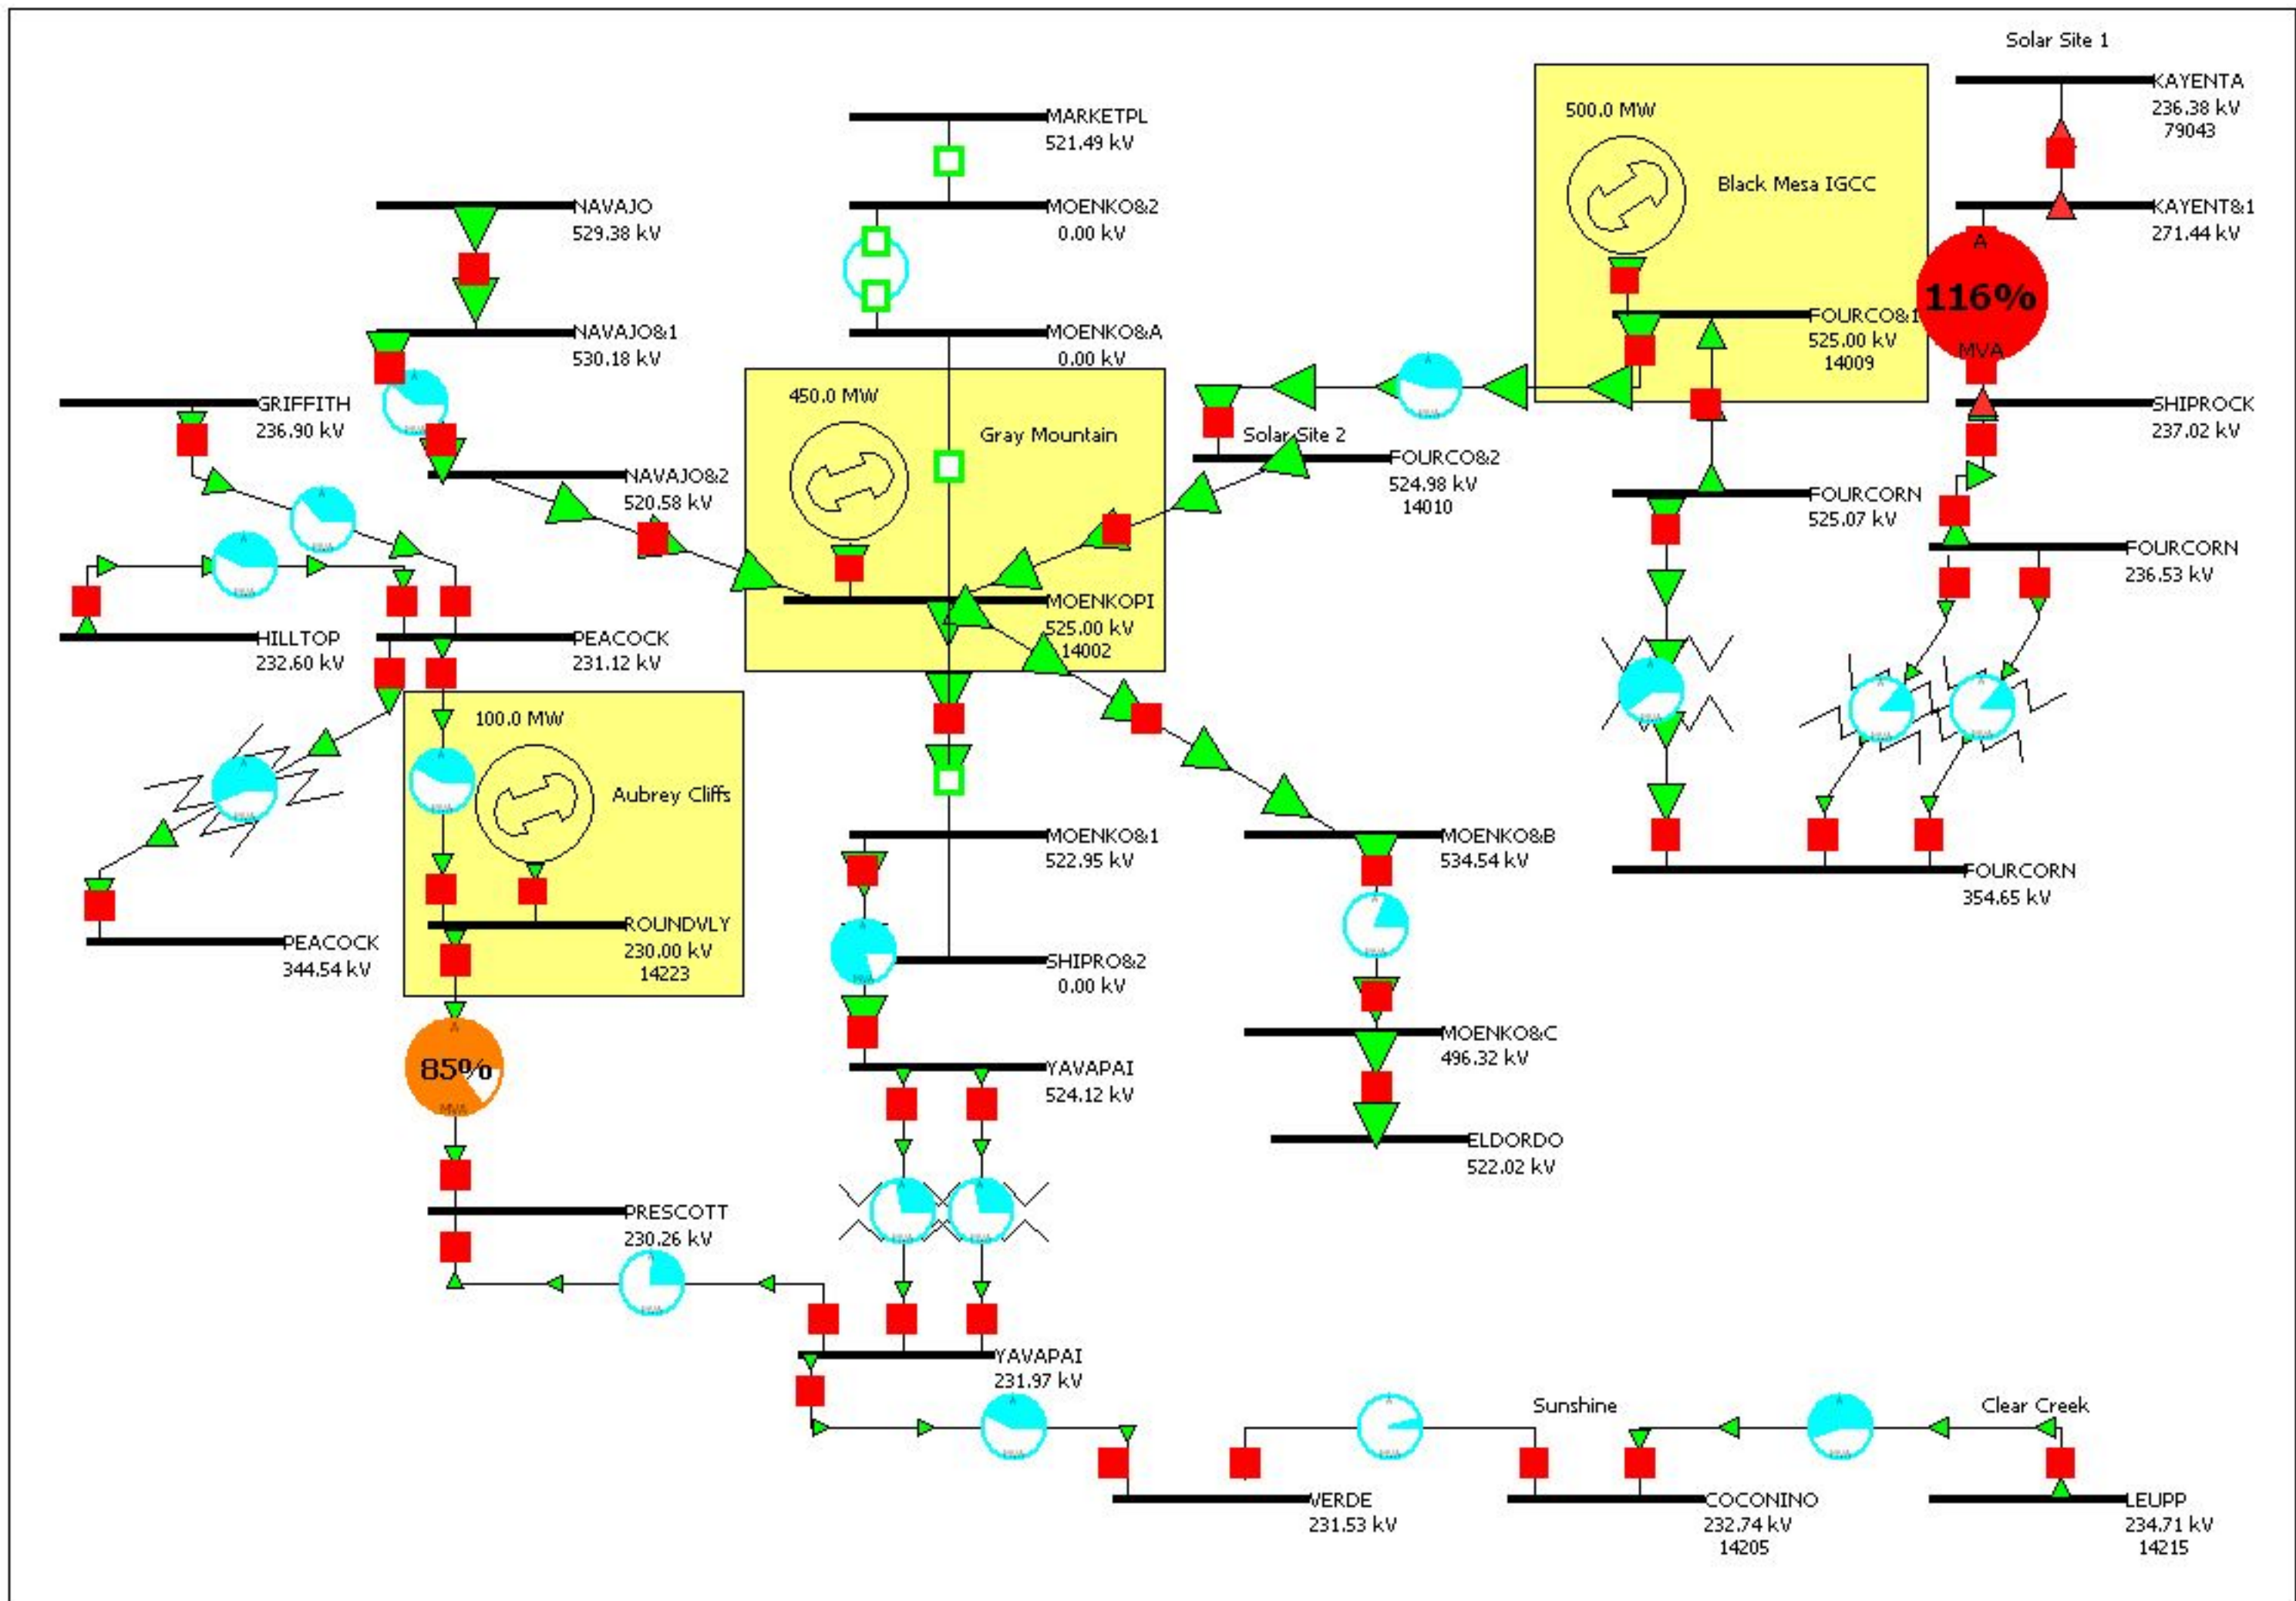 Solar Site 1
KAYENTA
236.38 kV
79043
500.0 MW
MARKETPL
521.49 kV
Black Mesa IGCC
NAVAJO
529.38 kV
MOENKO&2
0.00 kV
KAYENT&1
271.44 kV
A
116%
MVA
NAVAJO&1
530.18 kV
MOENKO&A
0.00 kV
FOURCO&1
525.00 kV
14009
GRIFFITH
236.90 kV
450.0 MW
Gray Mountain
Solar Site 2
SHIPROCK
237.02 kV
NAVAJO&2
520.58 kV
FOURCO&2
524.98 kV
14010
FOURCORN
525.07 kV
FOURCORN
236.53 kV
MOENKOPI
525.00 kV
14002
HILLTOP
232.60 kV
PEACOCK
231.12 kV
100.0 MW
Aubrey Cliffs
MOENKO&1
522.95 kV
MOENKO&B
534.54 kV
FOURCORN
354.65 kV
PEACOCK
344.54 kV
ROUNDVLY
230.00 kV
14223
SHIPRO&2
0.00 kV
A
85%
MVA
MOENKO&C
496.32 kV
YAVAPAI
524.12 kV
ELDORDO
522.02 kV
PRESCOTT
230.26 kV
YAVAPAI
231.97 kV
Sunshine
Clear Creek
VERDE
231.53 kV
COCONINO
232.74 kV
14205
LEUPP
234.71 kV
14215